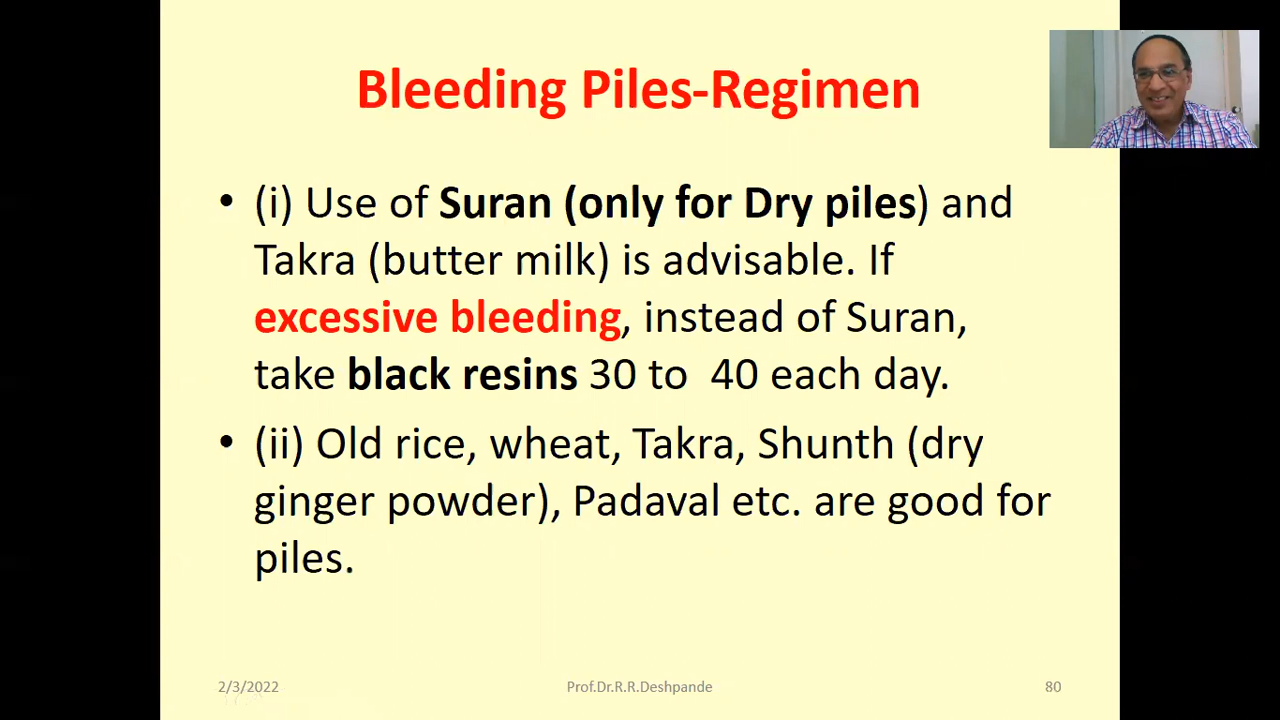 Bleeding Piles-Regimen
• (i) Use of Suran (only for Dry piles) and
Takra (butter milk) is advisable. If
excessive bleeding, instead of Suran,
take black resins 30 to  40 each day.
• (ii) Old rice, wheat, Takra, Shunth (dry
ginger powder), Padaval etc. are good for
piles.
2/3/2022
Prof.Dr.R.R.Deshpande
80